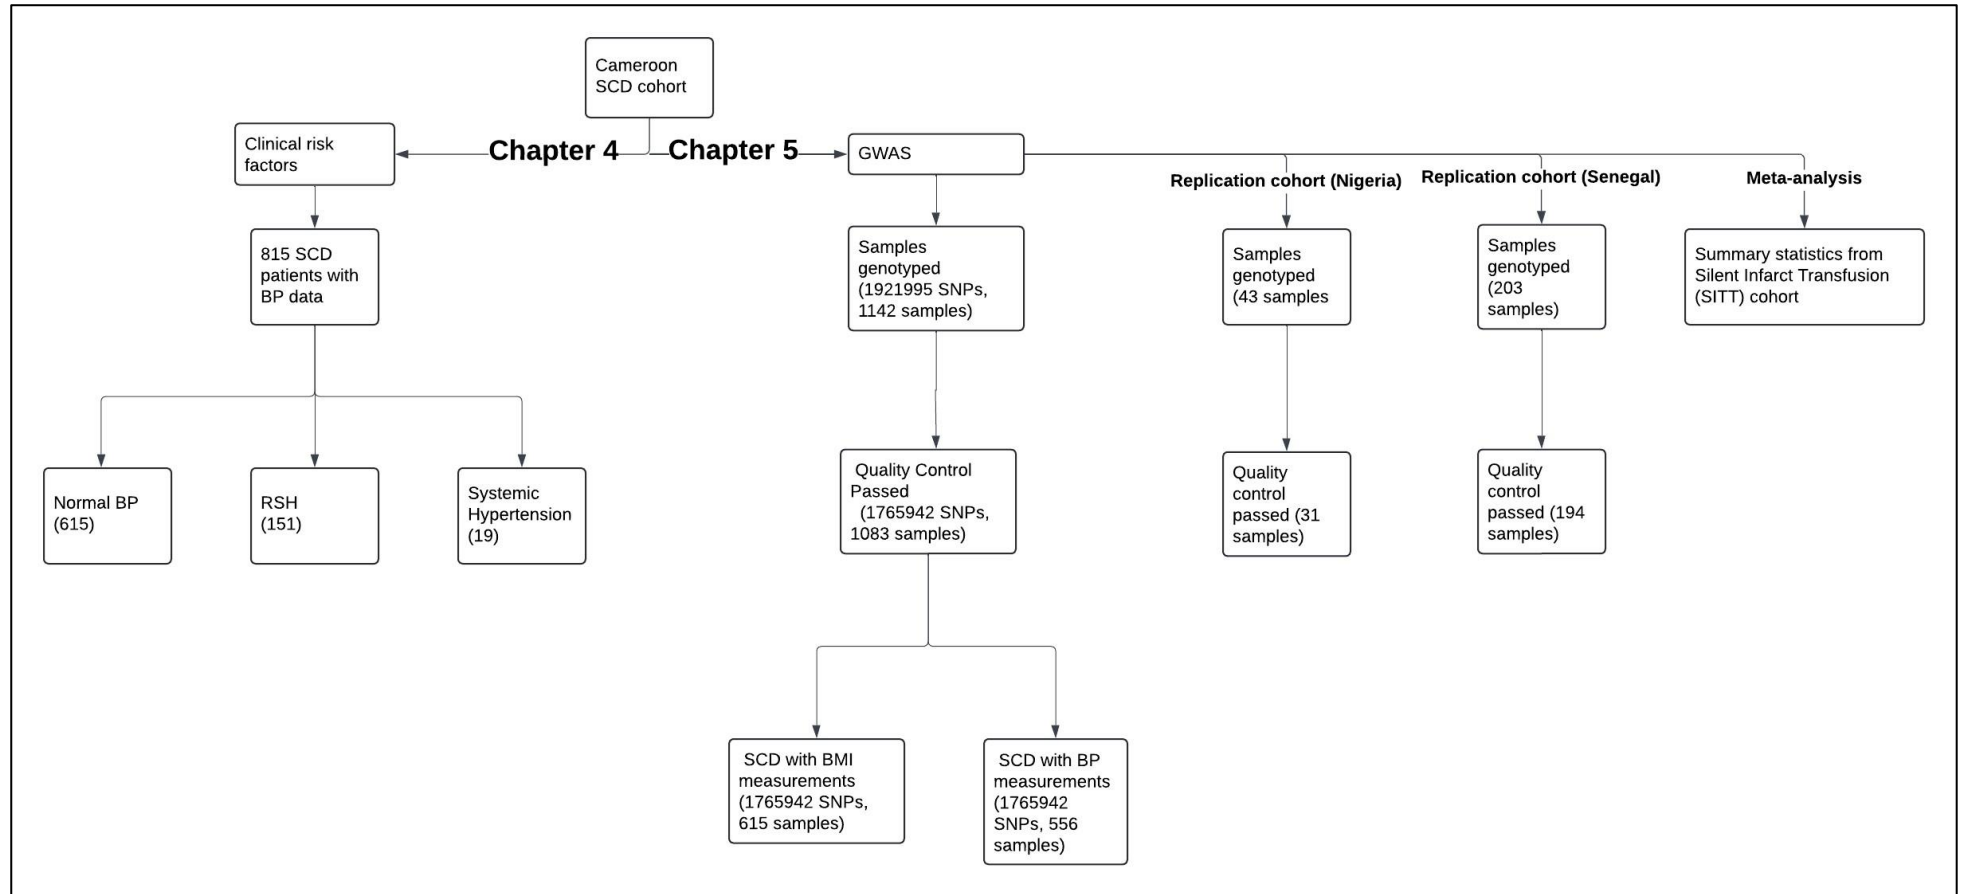 Cameroon
SCD cohort
Chapter 4
Chapter 5
Clinical risk
factors
815 SCD
patients with
BP data
Normal BP
(615)
RSH
(151)
Systemic
Hypertension
(19)
GWAS
Samples
genotyped
(1921995 SNPs,
1142 samples)
Quality Control
Passed
(1765942 SNPs,
1083 samples)
SCD with BMI
measurements
(1765942 SNPs,
615 samples)
SCD with BP
measurements
(1765942
SNPs, 556
samples)
Replication cohort (Nigeria)
Samples
genotyped
(43 samples
Quality
control
passed (31
samples)
Replication cohort (Senegal)
Samples
genotyped
(203
samples)
Quality
control
passed (194
samples)
Meta-analysis
Summary statistics from
Silent Infarct Transfusion
(SITT) cohort